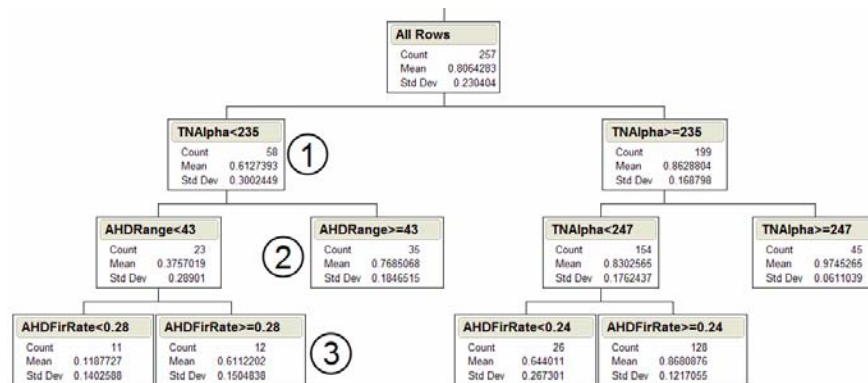 All Rows
Count 257
Mean 0.8064283
Std Dev 0.230404
TNAlpha<235
Count 58
Mean 0.6127393
Std Dev 0.3002449
1
TNAlpha>=235
Count 199
Mean 0.8628804
Std Dev 0.168798
AHDRange<43
Count 23
Mean 0.3757019
Std Dev 0.28901
2
AHDRange>=43
Count 35
Mean 0.7685068
Std Dev 0.1846515
TNAlpha<247
Count 154
Mean 0.8302565
Std Dev 0.1762437
TNAlpha>=247
Count 45
Mean 0.9745265
Std Dev 0.0611039
AHDFirRate<0.28
Count 11
Mean 0.1187727
Std Dev 0.1402588
AHDFirRate>=0.28
Count 12
Mean 0.6112202
Std Dev 0.1504838
3
AHDFirRate<0.24
Count 26
Mean 0.644011
Std Dev 0.267301
AHDFirRate>=0.24
Count 128
Mean 0.8680876
Std Dev 0.1217055